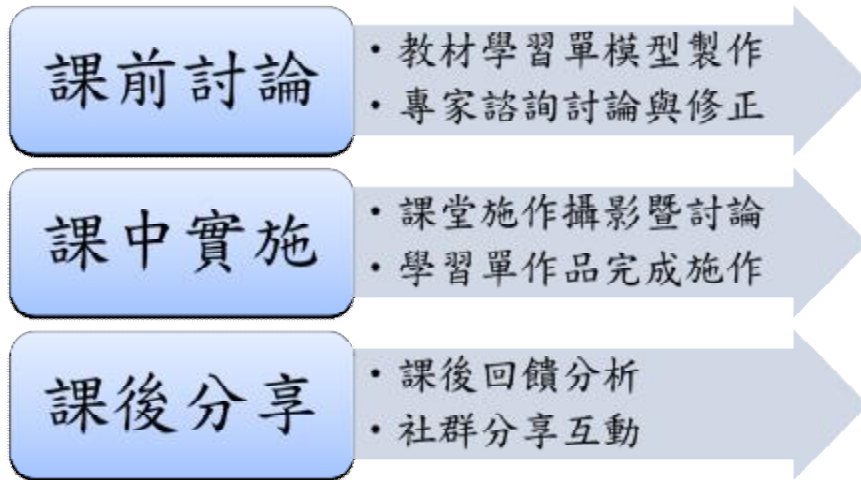 課前討論
・教材學習單模型製作
・專家諮詢討論與修正
課中實施
・課堂施作攝影暨討論
・學習單作品完成施作
課後分享
・課後回饋分析
・社群分享互動